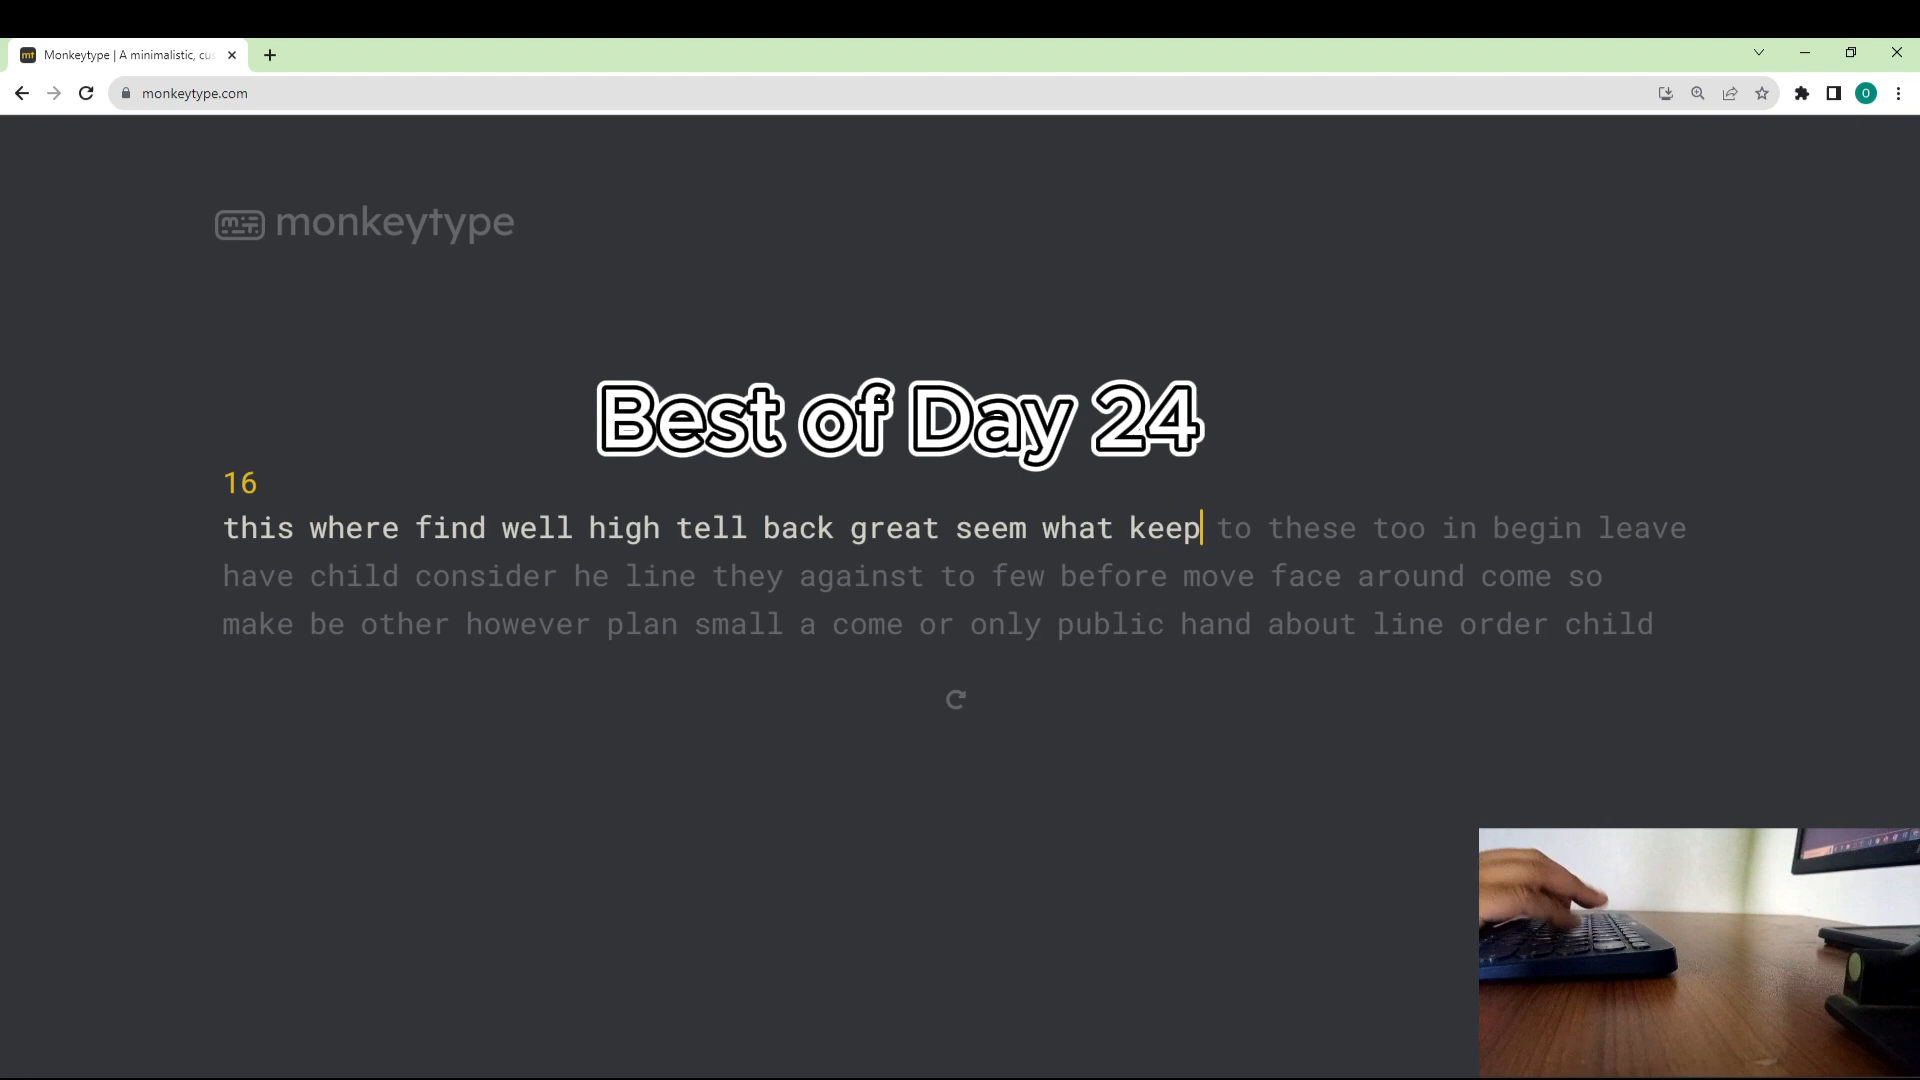 Monkeytype | A minimalistic, cu
monkeytype.com
monkeytype
Best of Day 24
16
this where find well high tell back great seem what keep to these too in begin leave
have child consider he line they against to few before move face around come so
make be other however plan small a come or only public hand about line order child